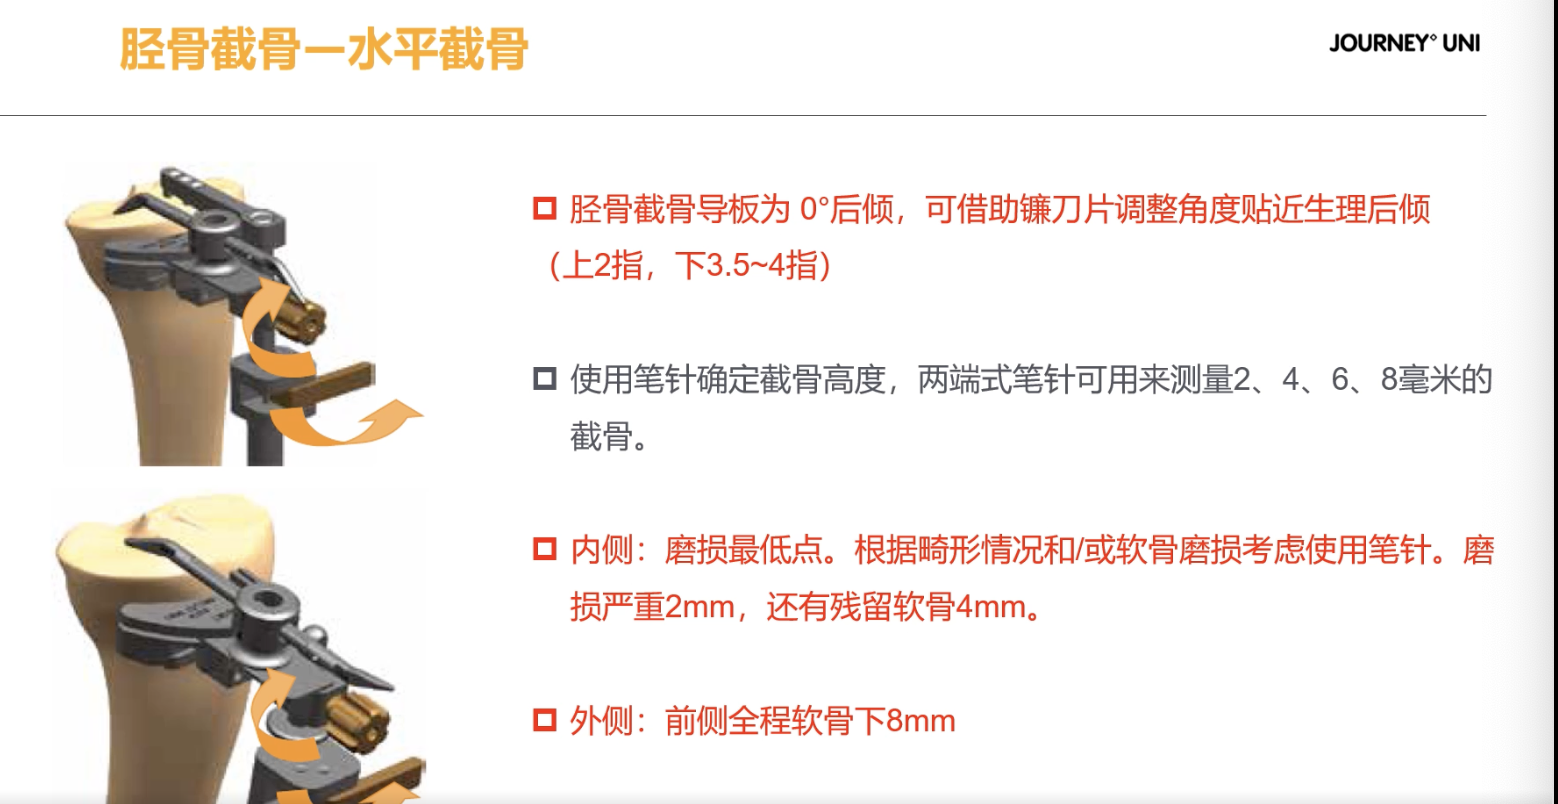 胫骨截骨—水平截骨
JOURNEY° UNI
胫骨截骨导板为 0°后倾，可借助镰刀片调整角度贴近生理后倾
（上2指，下3.5~4指）
使用笔针确定截骨高度，两端式笔针可用来测量2、4、6、8毫米的
截骨。
内侧：磨损最低点。根据畸形情况和/或软骨磨损考虑使用笔针。磨
损严重2mm，还有残留软骨4mm。
外侧：前侧全程软骨下8mm